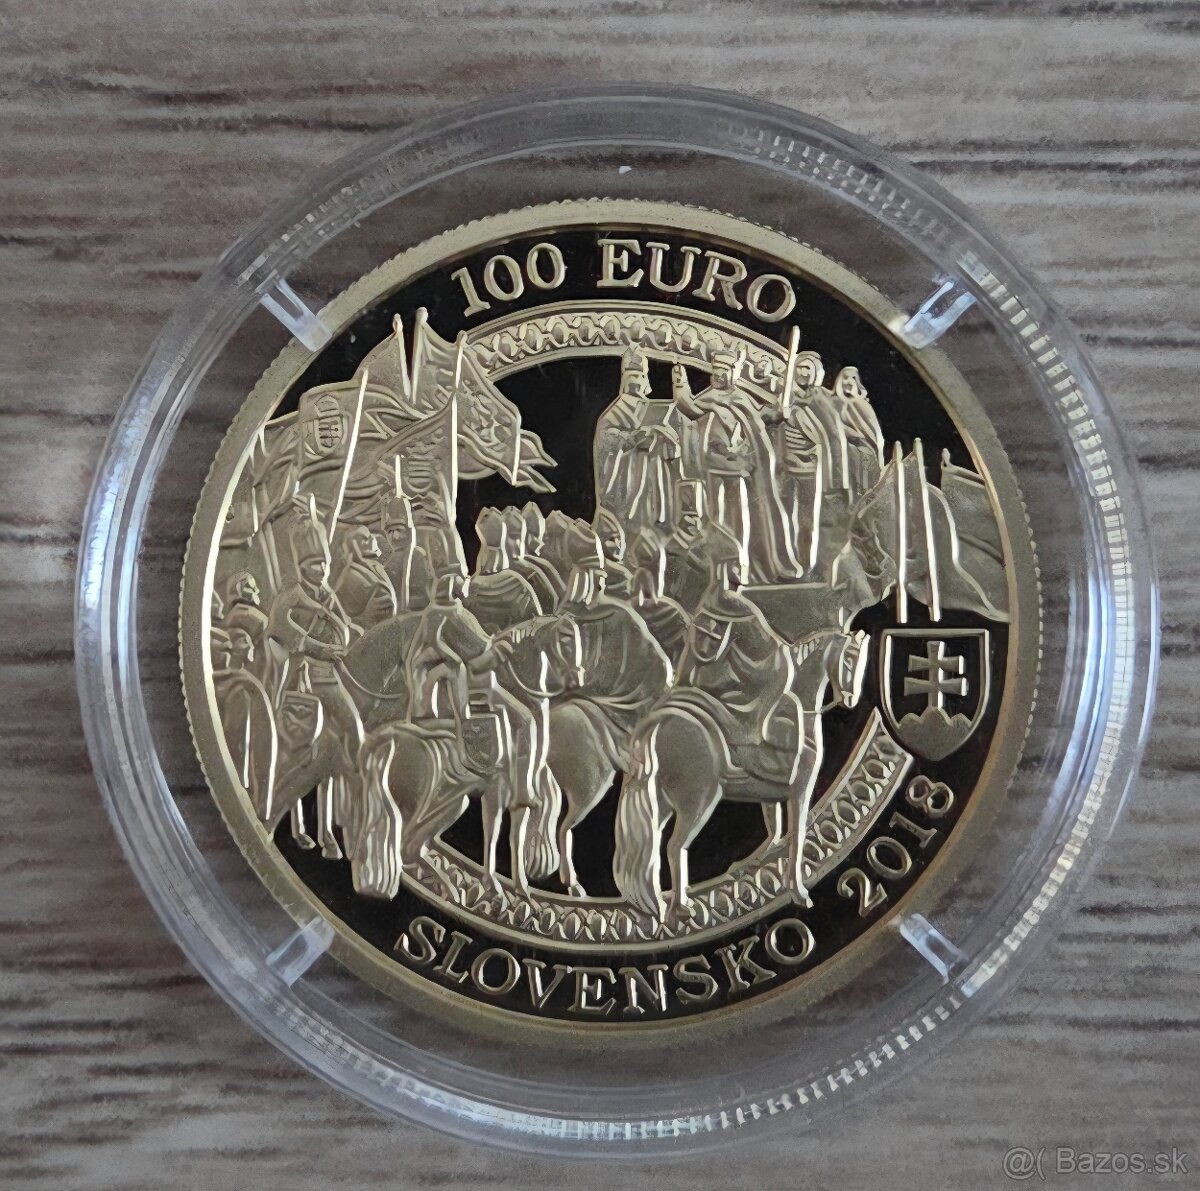 100 EURO
SLOVENSKO 2018
@( Bazos.sk